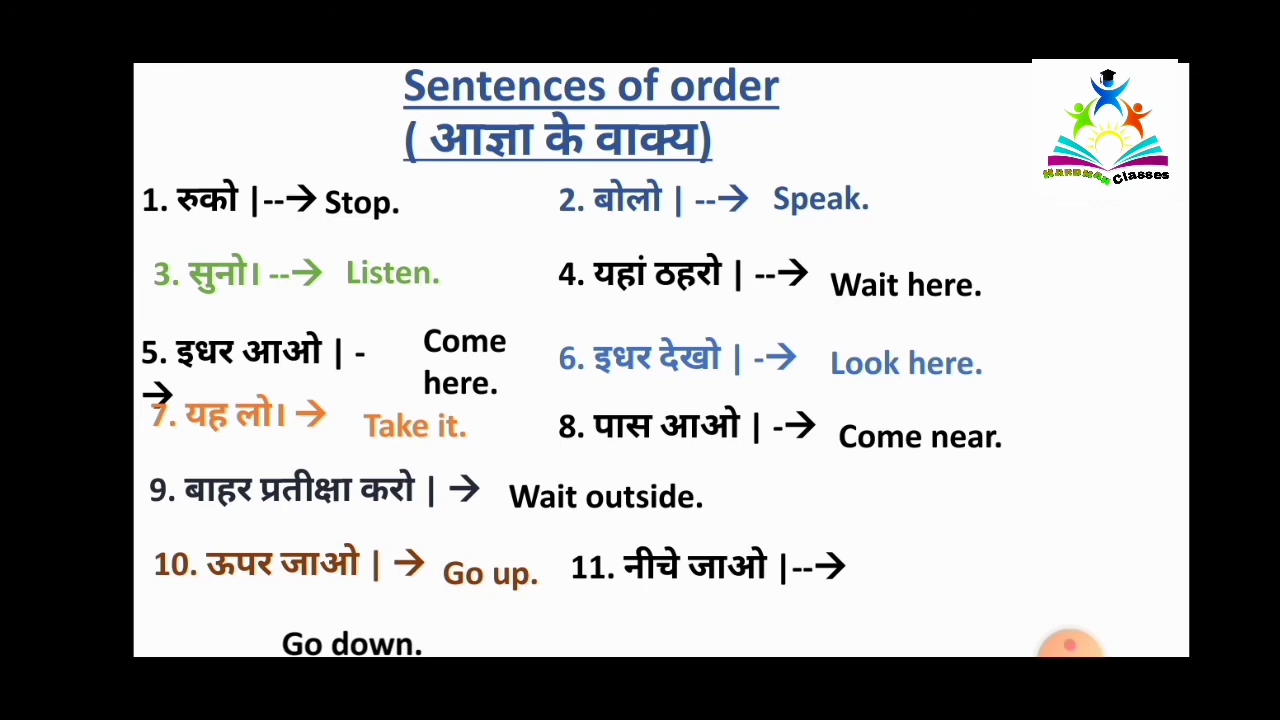 Sentences of order
( आज्ञा के वाक्य)
Classes
1. रुको |--→ Stop.
2. बोलो | --→ Speak.
3. सुनो। --→ Listen.
4. यहां ठहरो | --→ Wait here.
5. इधर आओ | -→ Come here.
6. इधर देखो | -→ Look here.
7. यह लो। → Take it.
8. पास आओ | -→ Come near.
9. बाहर प्रतीक्षा करो | → Wait outside.
10. ऊपर जाओ | → Go up.
11. नीचे जाओ |--→
Go down.